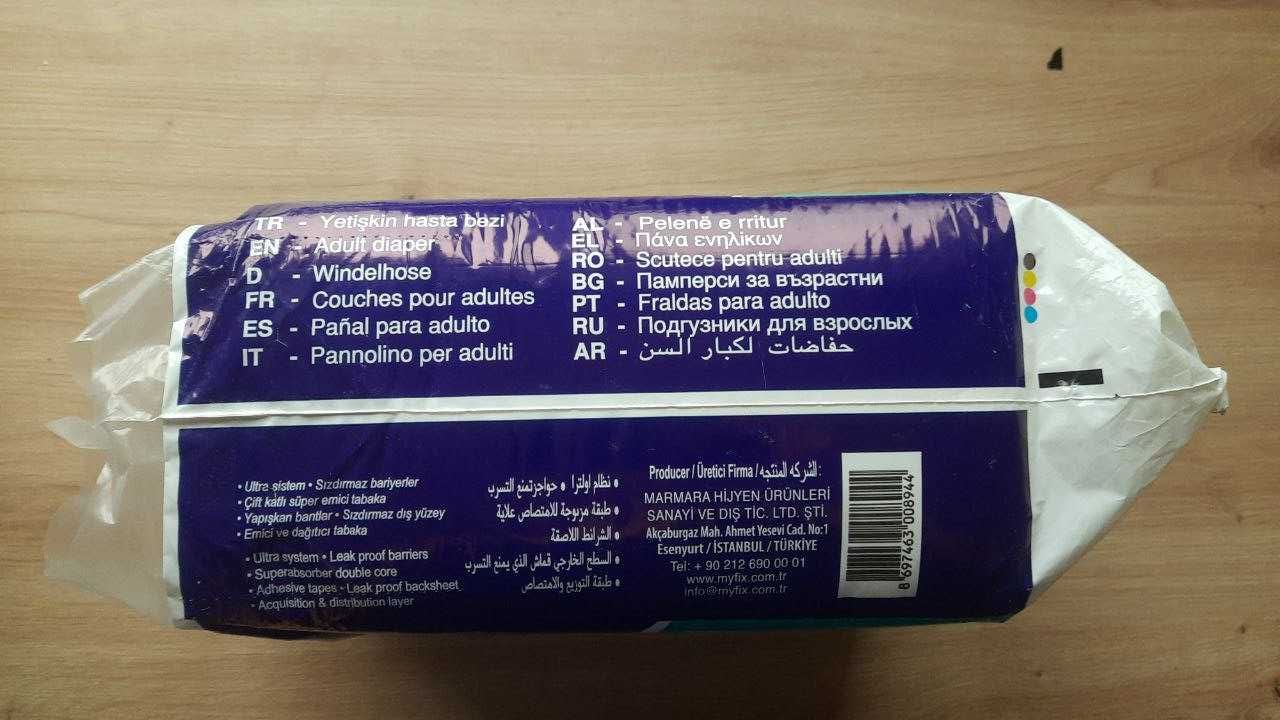 TR - Yetişkin hasta bezi
EN - Adult diaper
D - Windelhose
FR - Couches pour adultes
ES - Pañal para adulto
IT - Pannolino per adulti
AL - Pelenë e rritur
EL - Πάνα ενηλίκων
RO - Scutece pentru adulti
BG - Памперси за възрастни
PT - Fraldas para adulto
RU - Подгузники для взрослых
AR - حفاضات لكبار السن
• Ultra sistem • Sızdırmaz bariyerler
• Çift katlı süper emici tabaka
• Yapışkan bantler • Sızdırmaz dış yüzey
• Emici ve dağıtıcı tabaka
• Ultra system • Leak proof barriers
• Superabsorber double core
• Adhesive tapes • Leak proof backsheet
• Acquisition & distribution layer
• نظلم اولترا • حواجزتمنع التسرب
• طبقة مزبوجة للامتصاص علاية
• الشرائط اللاصقة
• السطح الخارجي قماش الذي يمنع التسرب
• طبقة التوزيع والامتصاص
Producer / Üretici Firma / الشركه المنتجه :
MARMARA HİJYEN ÜRÜNLERİ
SANAYİ VE DIŞ TİC. LTD. ŞTİ.
Akçaburgaz Mah. Ahmet Yesevi Cad. No:1
Esenyurt / İSTANBUL / TÜRKİYE
Tel: + 90 212 690 00 01
www.myfix.com.tr
info@myfix.com.tr
8 697463 008944